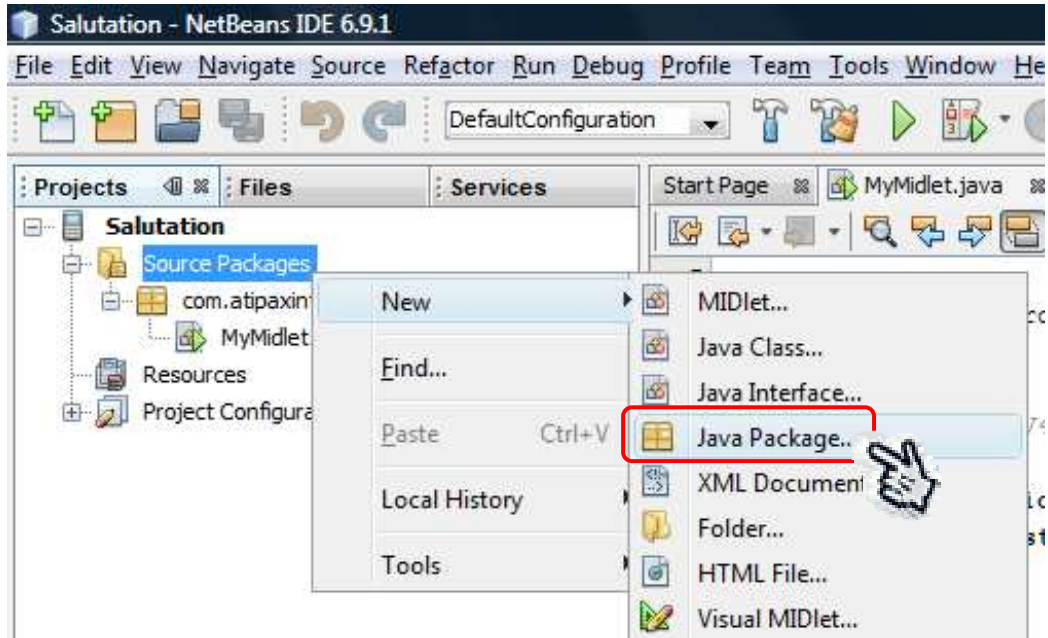 Salutation - NetBeans IDE 6.9.1
File Edit View Navigate Source Refactor Run Debug Profile Team Tools Window He
DefaultConfiguration
Projects Files Services Start Page MyMidlet.java
Salutation
Source Packages
com.atipaxin
MyMidlet
Resources
Project Configura
New
Find...
Paste Ctrl+V
Local History
Tools
MIDlet...
Java Class...
Java Interface...
Java Package..
XML Document
Folder...
HTML File...
Visual MIDlet...